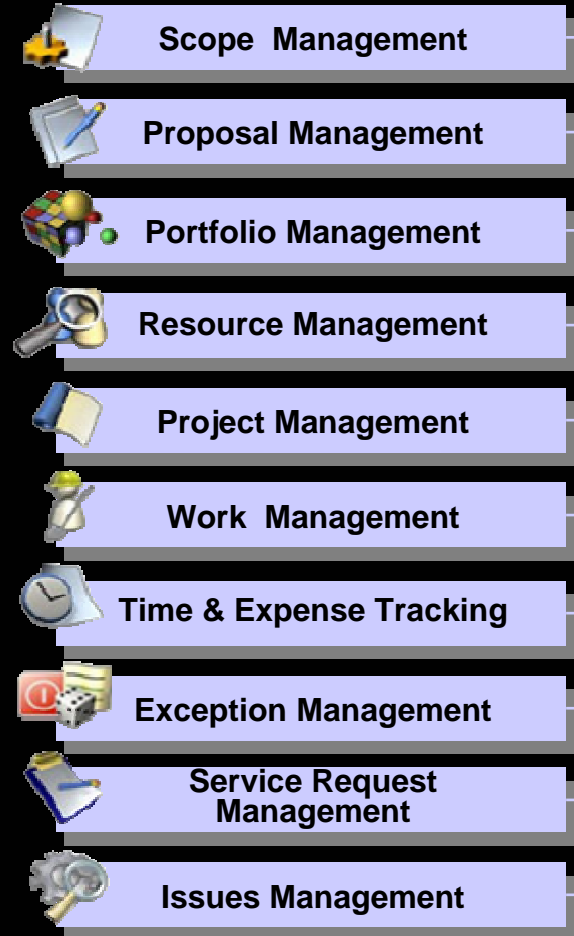 Scope Management
Proposal Management
Portfolio Management
Resource Management
Project Management
Work Management
Time & Expense Tracking
Exception Management
Service Request
Management
Issues Management